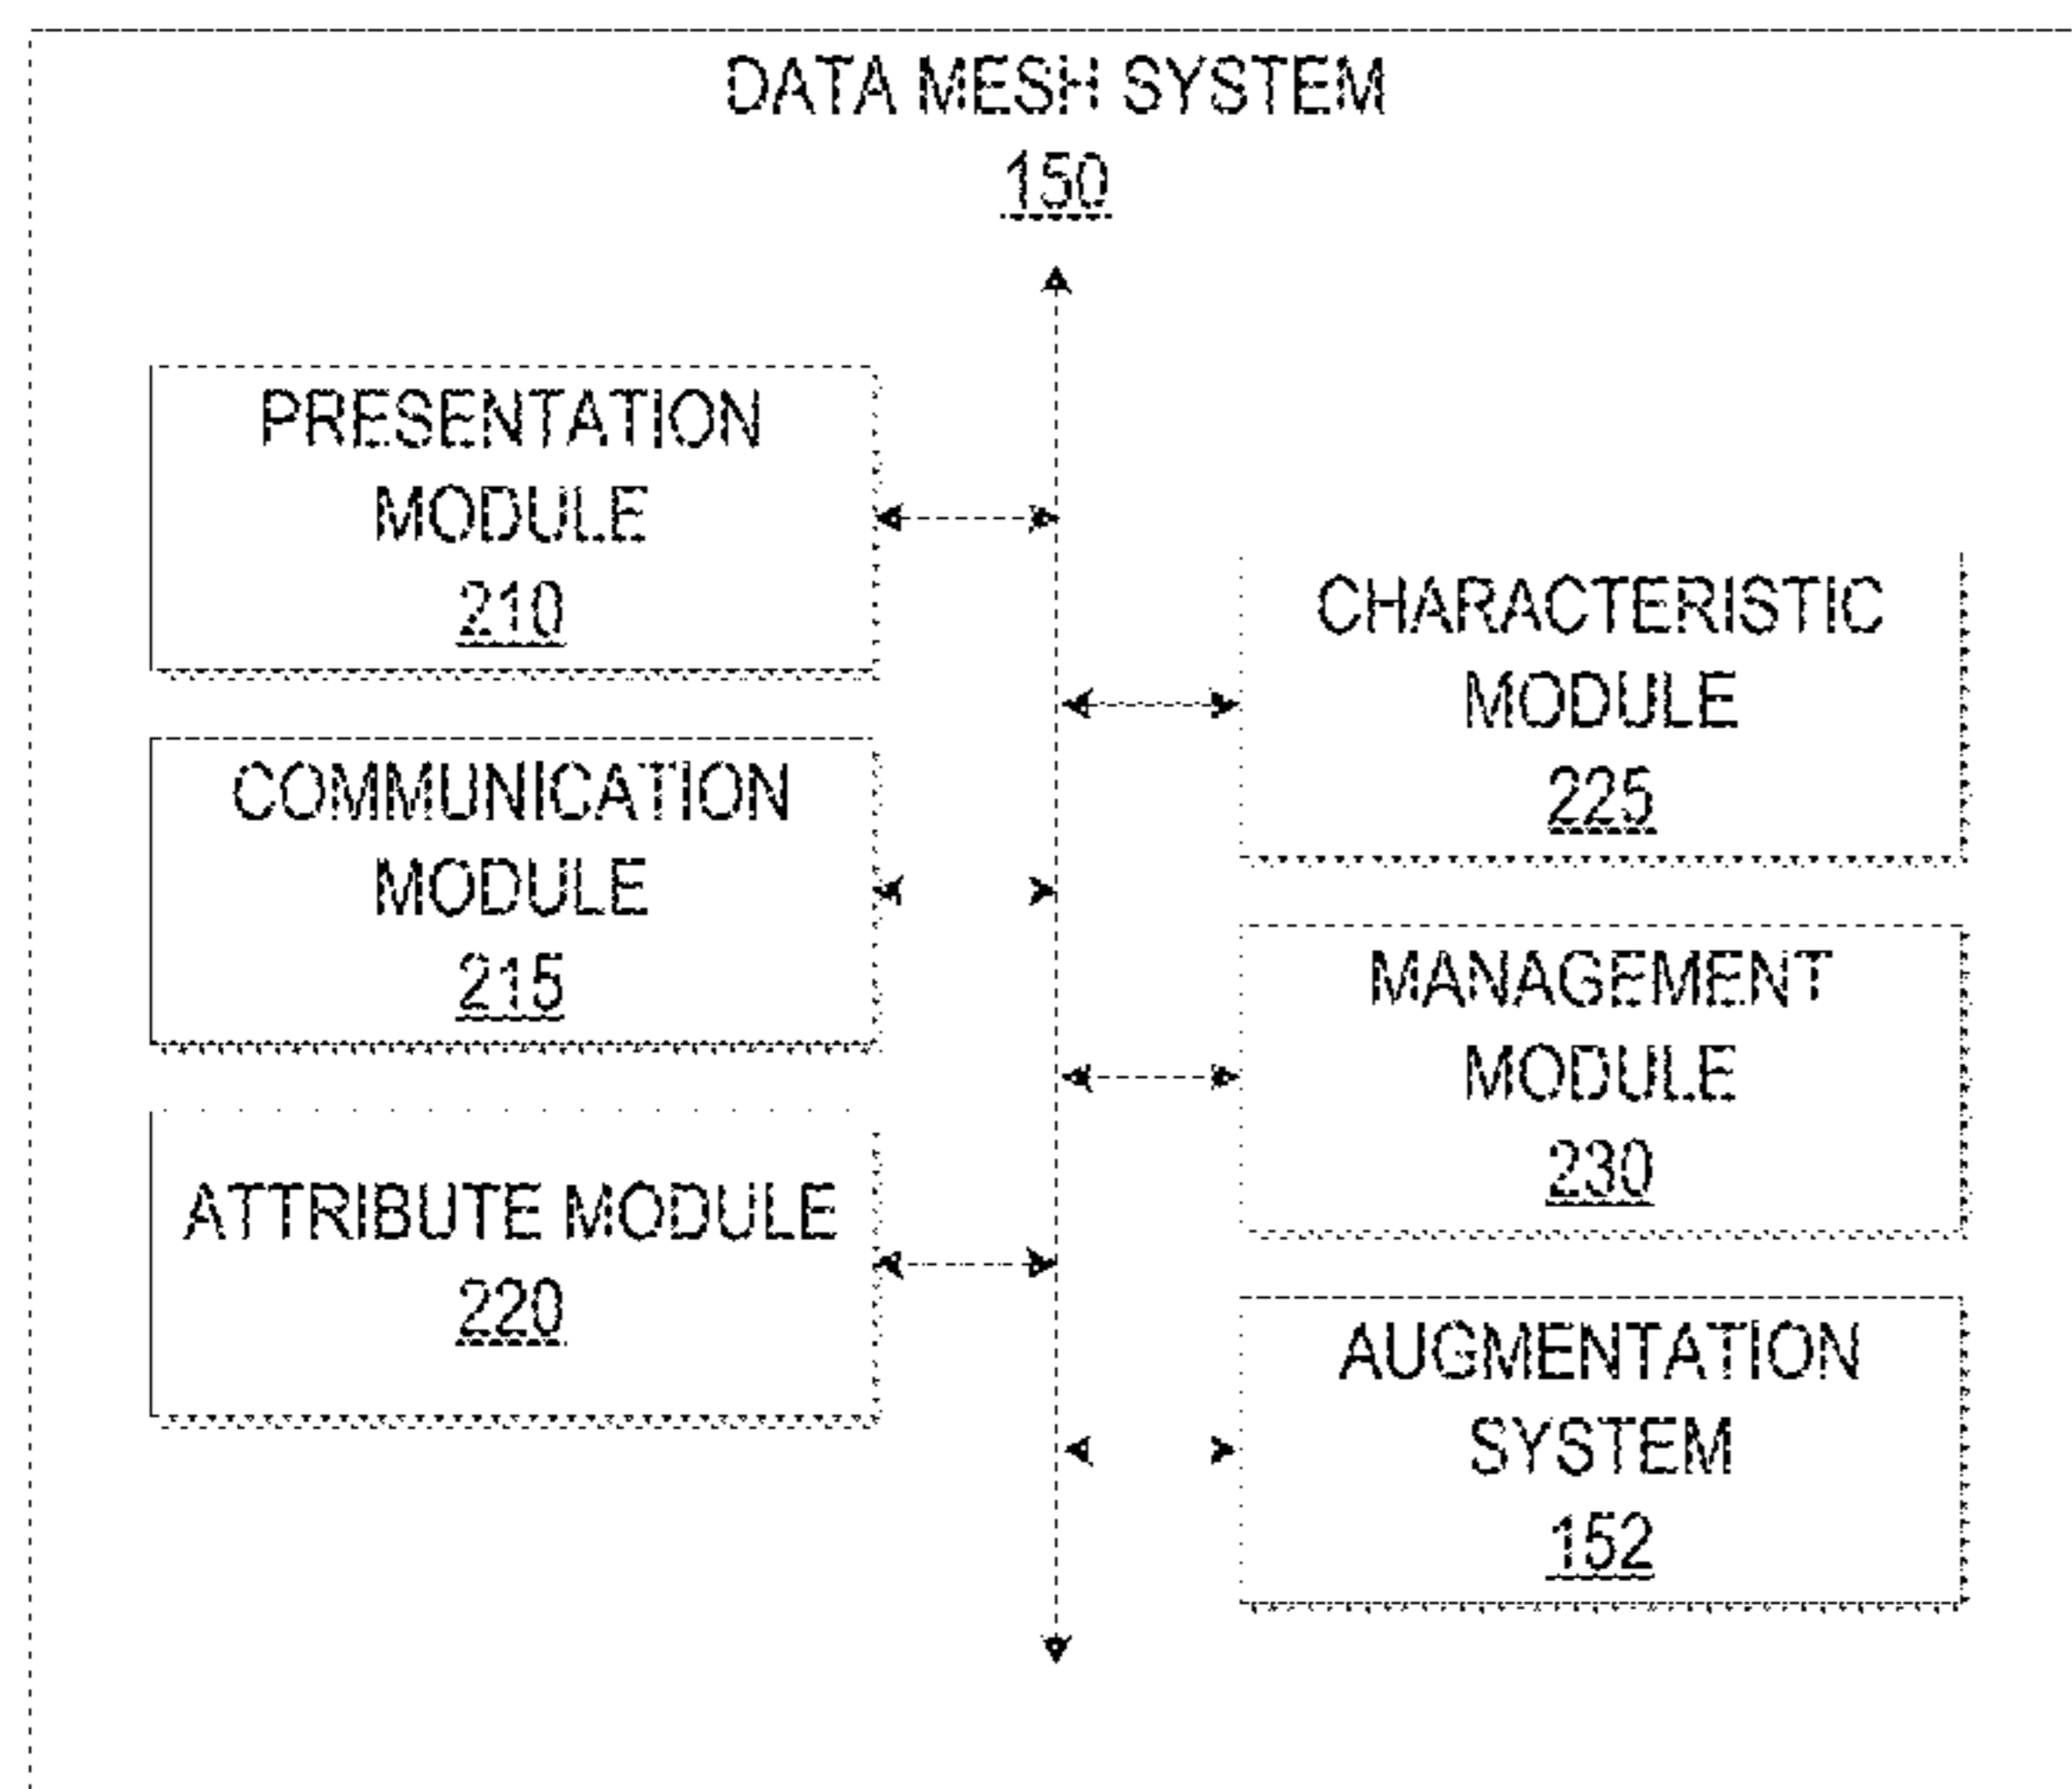 DATA MESH SYSTEM
150
PRESENTATION
MODULE
210
COMMUNICATION
MODULE
215
ATTRIBUTE MODULE
220
CHARACTERISTIC
MODULE
225
MANAGEMENT
MODULE
230
AUGMENTATION
SYSTEM
152